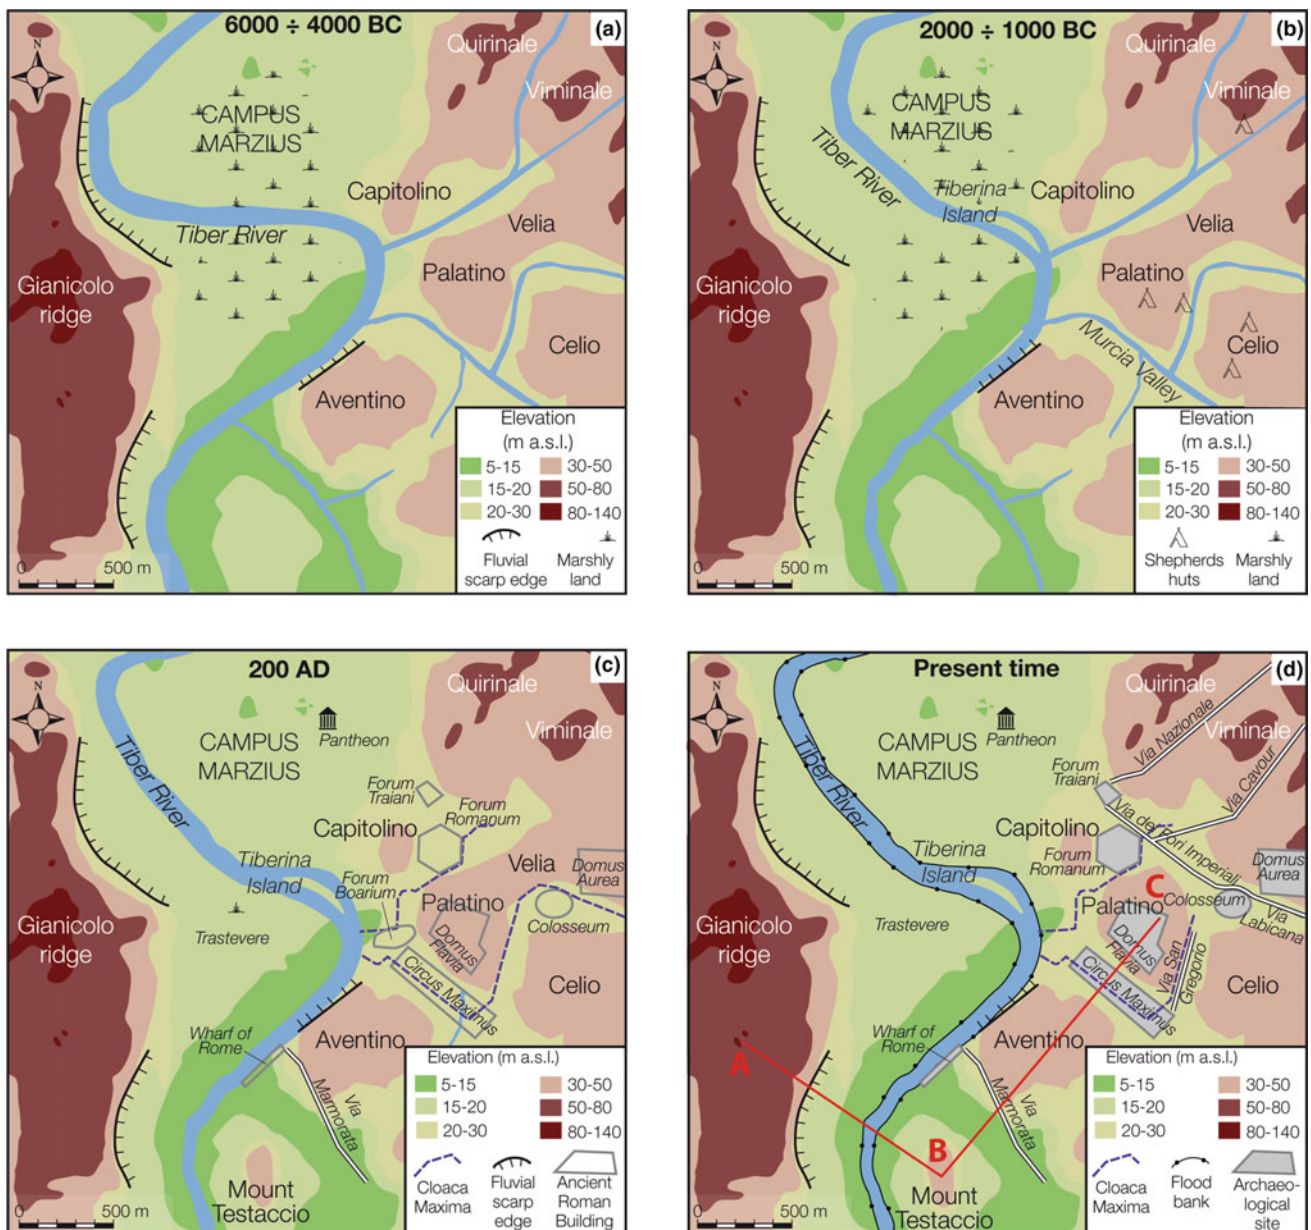 6000 ÷ 4000 BC
(a)
N
Quirinale
Viminale
CAMPUS
MARZIUS
Capitolino
Tiber River
Velia
Gianicolo
ridge
Palatino
Celio
Aventino
Elevation
(m a.s.l.)
5-15
30-50
15-20
50-80
20-30
80-140
Fluvial
scarp edge
Marshly
land
0
500 m
2000 ÷ 1000 BC
(b)
N
Quirinale
Viminale
CAMPUS
MARZIUS
Tiber River
Tiberina
Island
Capitolino
Velia
Gianicolo
ridge
Palatino
Celio
Murcia Valley
Aventino
Elevation
(m a.s.l.)
5-15
30-50
15-20
50-80
20-30
80-140
Shepherds
huts
Marshly
land
0
500 m
200 AD
(c)
N
Quirinale
Viminale
Pantheon
CAMPUS
MARZIUS
Tiber River
Forum
Traiani
Forum
Romanum
Capitolino
Tiberina
Island
Velia
Domus
Aurea
Forum
Boarium
Palatino
Colosseum
Gianicolo
ridge
Trastevere
Domus
Flavia
Circus Maximus
Celio
Wharf of
Rome
Aventino
Via
Marmorata
Mount
Testaccio
Elevation (m a.s.l.)
5-15
30-50
15-20
50-80
20-30
80-140
Cloaca
Maxima
Fluvial
scarp
edge
Ancient
Roman
Building
0
500 m
Present time
(d)
N
Quirinale
Viminale
Via Nazionale
Pantheon
CAMPUS
MARZIUS
Tiber River
Forum
Traiani
Via Cavour
Via dei Fori Imperiali
Capitolino
Tiberina
Island
Forum
Romanum
Domus
Aurea
C
Palatino
Colosseum
Via
Labicana
Gianicolo
ridge
Trastevere
Domus
Flavia
Via San
Gregorio
Circus Maximus
Celio
Wharf of
Rome
Aventino
A
Via
Marmorata
B
Mount
Testaccio
Elevation (m a.s.l.)
5-15
30-50
15-20
50-80
20-30
80-140
Cloaca
Maxima
Flood
bank
Archaeo-
logical
site
0
500 m